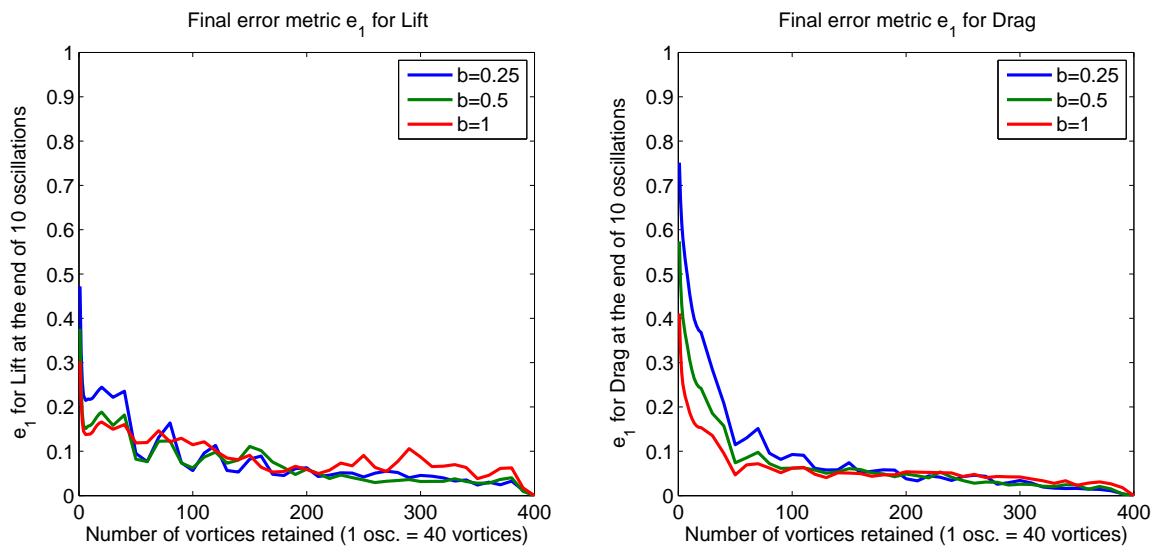 Final error metric e1 for Lift
1
0.9
0.8
0.7
0.6
0.5
0.4
0.3
0.2
0.1
0
e1 for Lift at the end of 10 oscillations
b=0.25
b=0.5
b=1
0 100 200 300 400
Number of vortices retained (1 osc. = 40 vortices)
Final error metric e1 for Drag
1
0.9
0.8
0.7
0.6
0.5
0.4
0.3
0.2
0.1
0
e1 for Drag at the end of 10 oscillations
b=0.25
b=0.5
b=1
0 100 200 300 400
Number of vortices retained (1 osc. = 40 vortices)